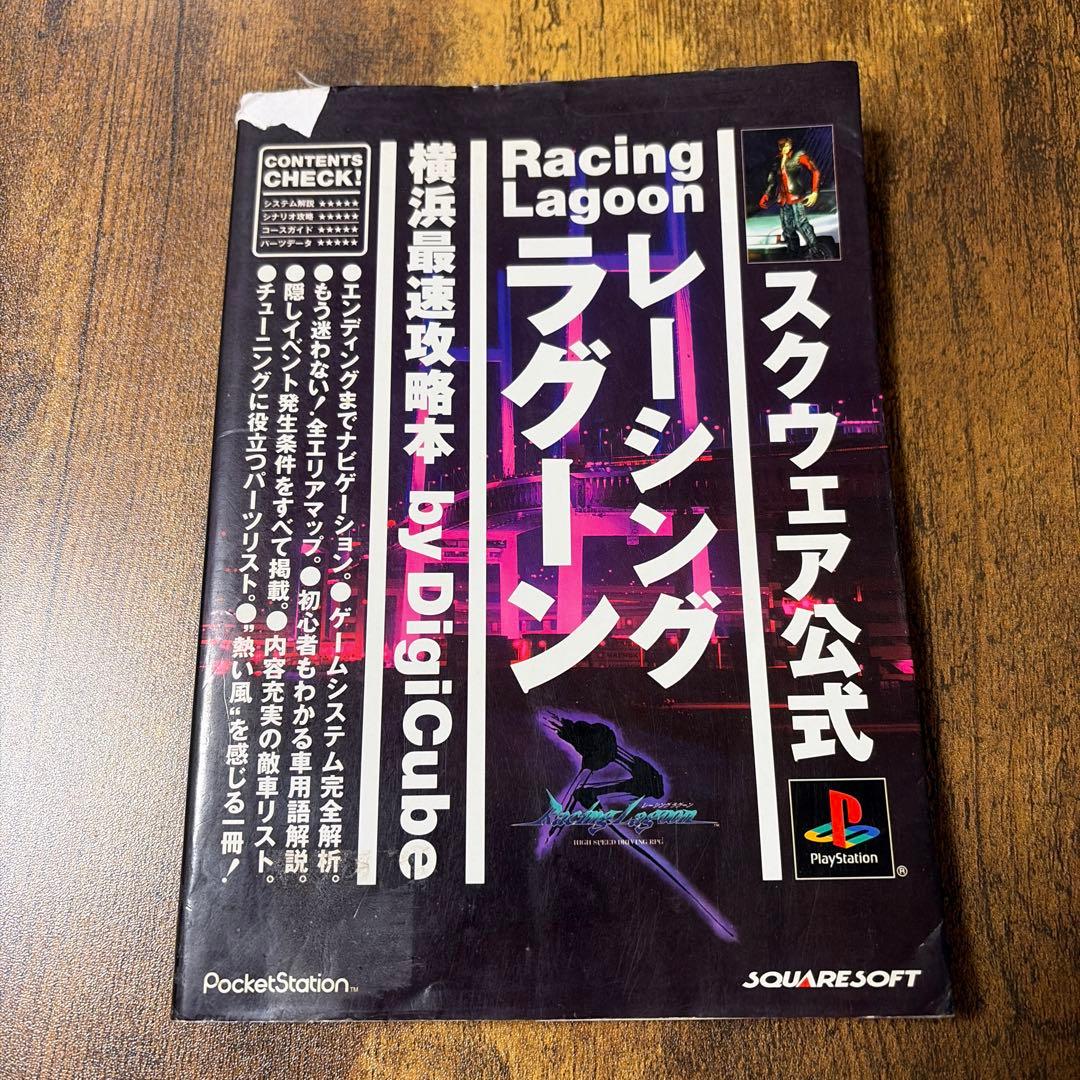 スクウェア公式
Racing
Lagoon
レーシング
ラグーン
横浜最速攻略本 by DigiCube
CONTENTS
CHECK!
システム解説 ★★★★★
シナリオ攻略 ★★★★★
コースガイド ★★★★★
パーツデータ ★★★★★
●エンディングまでナビゲーション。●ゲームシステム完全解析。
●もう迷わない!全エリアマップ。●初心者もわかる車用語解説。
●隠しイベント発生条件をすべて掲載。●内容充実の敵車リスト。
●チューニングに役立つパーツリスト。●"熱い風"を感じる一冊!
レーシング ラグーン
Racing Lagoon™
HIGH SPEED DRIVING RPG
PlayStation
®
PocketStation™
SQUARESOFT